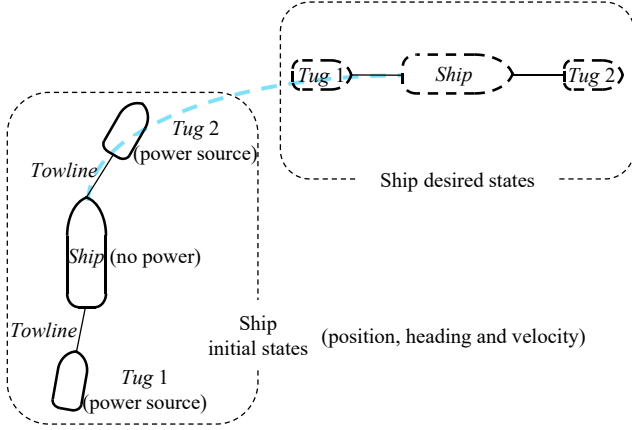 Tug 1
Ship
Tug 2
Ship desired states
Tug 2
(power source)
Towline
Ship (no power)
Towline
Ship
initial states
(position, heading and velocity)
Tug 1
(power source)